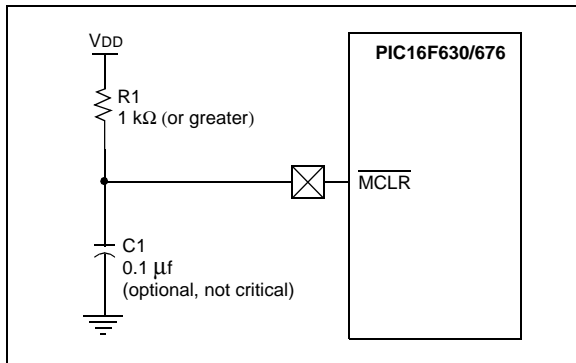 VDD
PIC16F630/676
R1
1 kΩ (or greater)
MCLR
C1
0.1 µf
(optional, not critical)